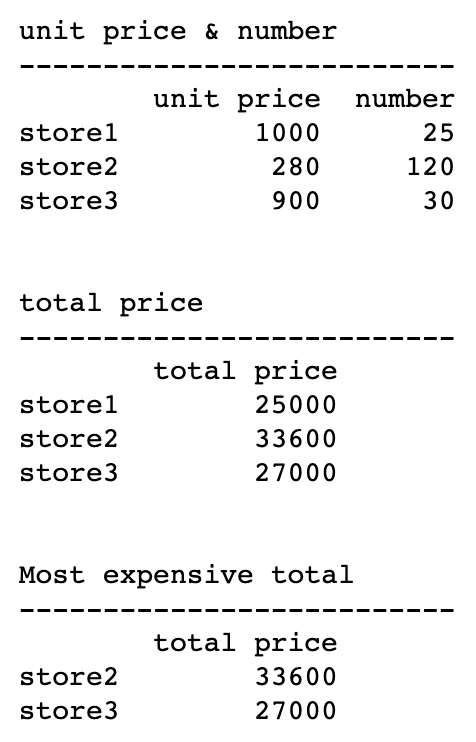 unit price & number
--------------------------
unit price number
store1 1000 25
store2 280 120
store3 900 30
total price
--------------------------
total price
store1 25000
store2 33600
store3 27000
Most expensive total
--------------------------
total price
store2 33600
store3 27000